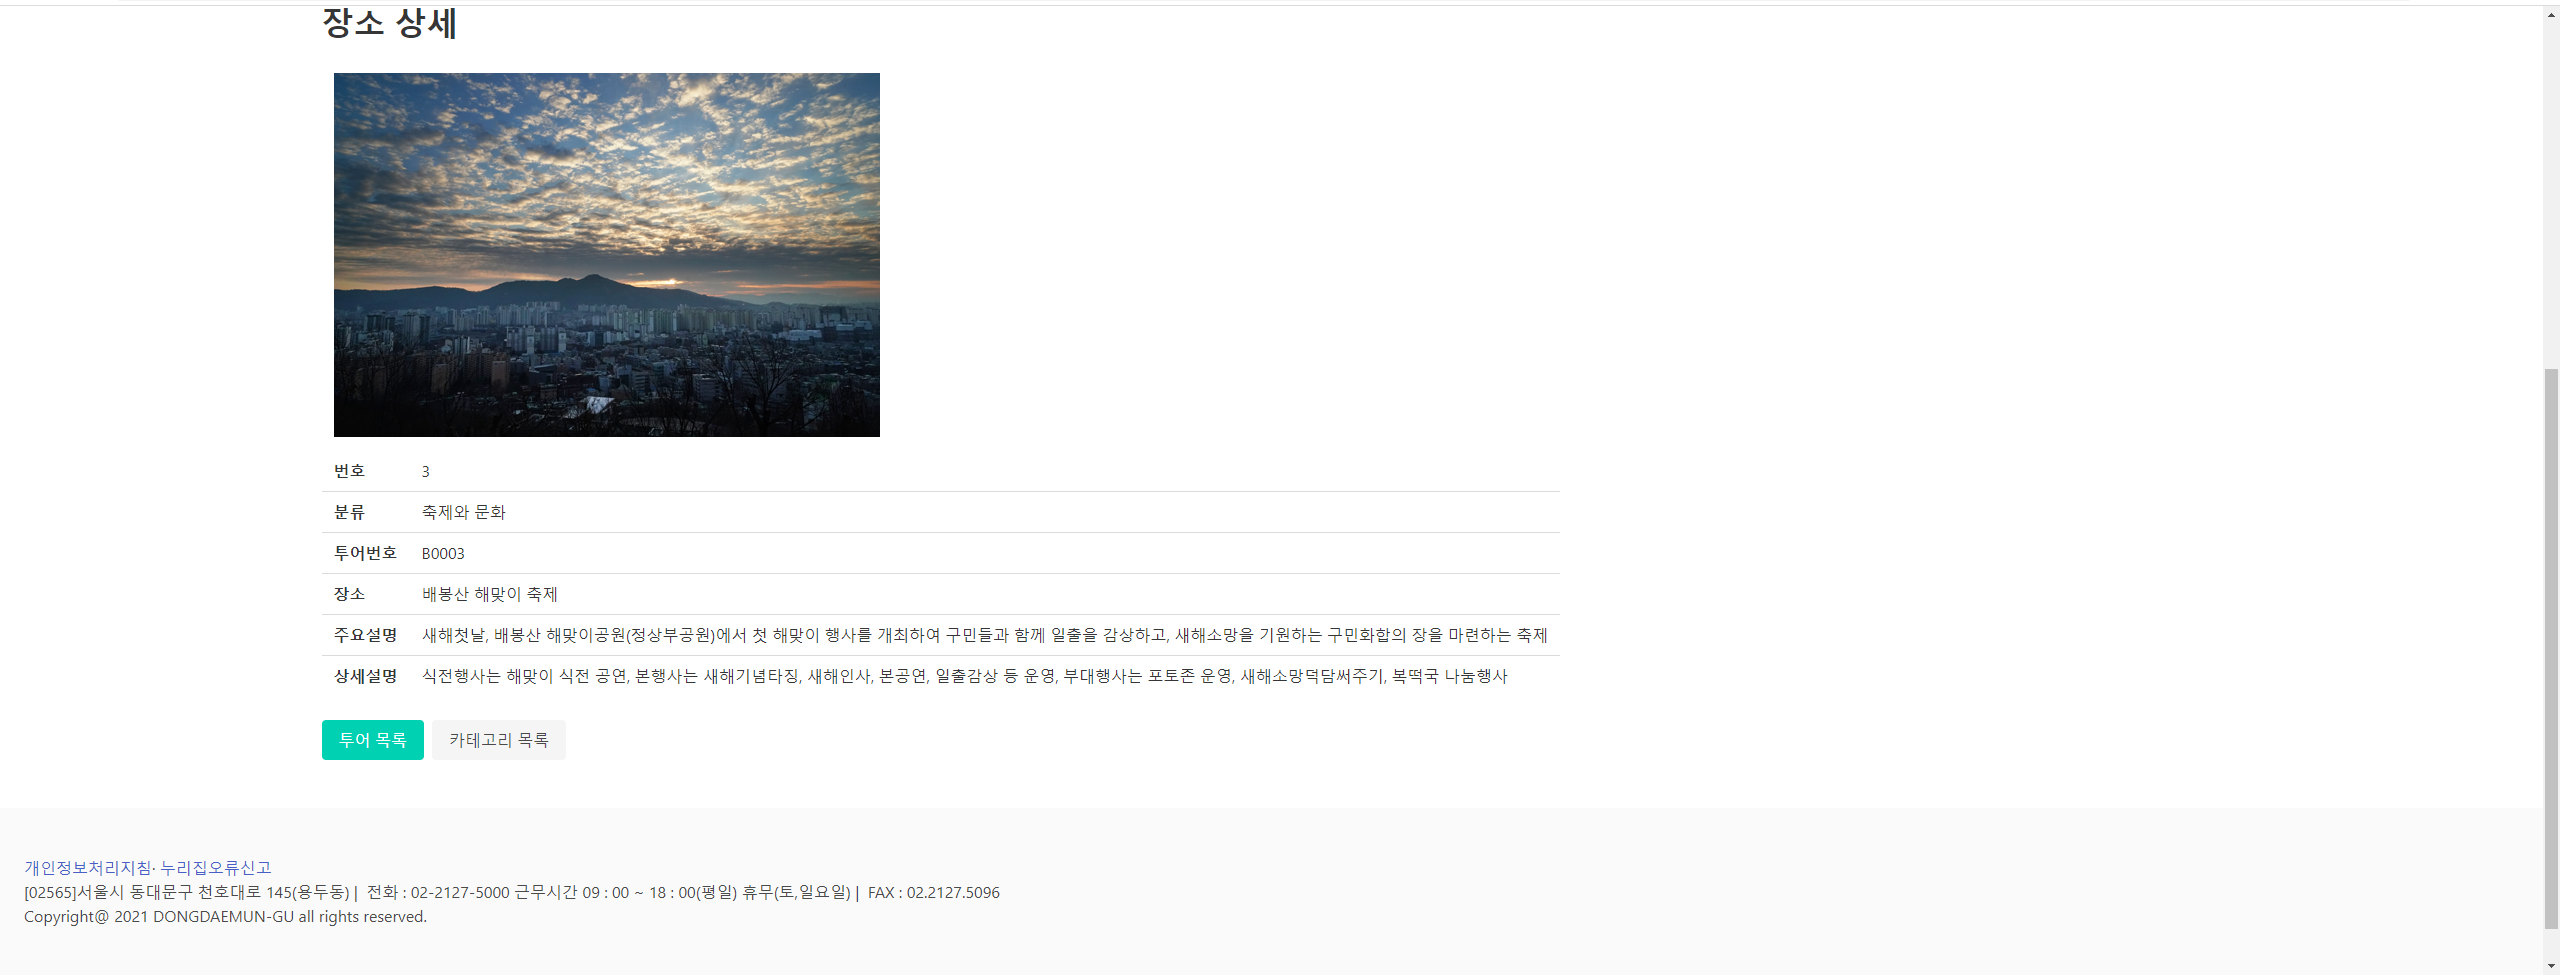 장소 상세
번호 3
분류 축제와 문화
투어번호 B0003
장소 배봉산 해맞이 축제
주요설명 새해첫날, 배봉산 해맞이공원(정상부공원)에서 첫 해맞이 행사를 개최하여 구민들과 함께 일출을 감상하고, 새해소망을 기원하는 구민화합의 장을 마련하는 축제
상세설명 식전행사는 해맞이 식전 공연, 본행사는 새해기념타징, 새해인사, 본공연, 일출감상 등 운영, 부대행사는 포토존 운영, 새해소망덕담써주기, 복떡국 나눔행사
투어 목록 카테고리 목록
개인정보처리지침· 누리집오류신고
[02565]서울시 동대문구 천호대로 145(용두동) | 전화 : 02-2127-5000 근무시간 09 : 00 ~ 18 : 00(평일) 휴무(토,일요일) | FAX : 02.2127.5096
Copyright@ 2021 DONGDAEMUN-GU all rights reserved.